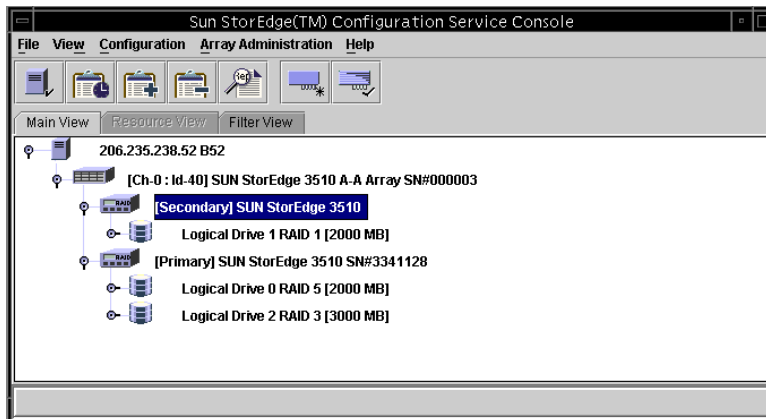 Sun StorEdge(TM) Configuration Service Console
File View Configuration Array Administration Help
Main View Resource View Filter View
206.235.238.52 B52
[Ch-0 : Id-40] SUN StorEdge 3510 A-A Array SN#000003
RAID [Secondary] SUN StorEdge 3510
Logical Drive 1 RAID 1 [2000 MB]
RAID [Primary] SUN StorEdge 3510 SN#3341128
Logical Drive 0 RAID 5 [2000 MB]
Logical Drive 2 RAID 3 [3000 MB]